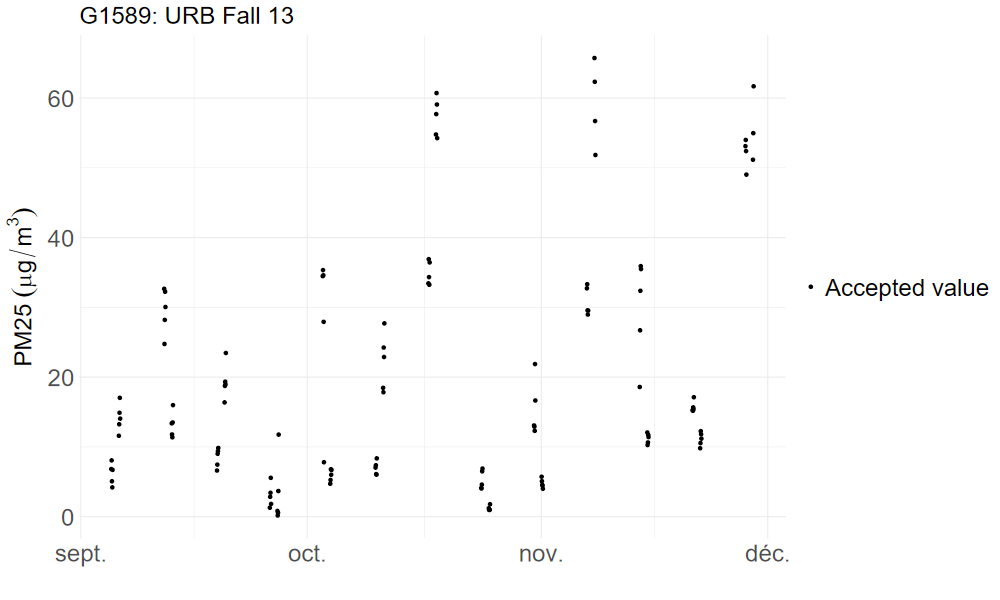 G1589: URB Fall 13
PM25 (μg/m³)
60
40
20
0
sept.
oct.
nov.
déc.
Accepted value